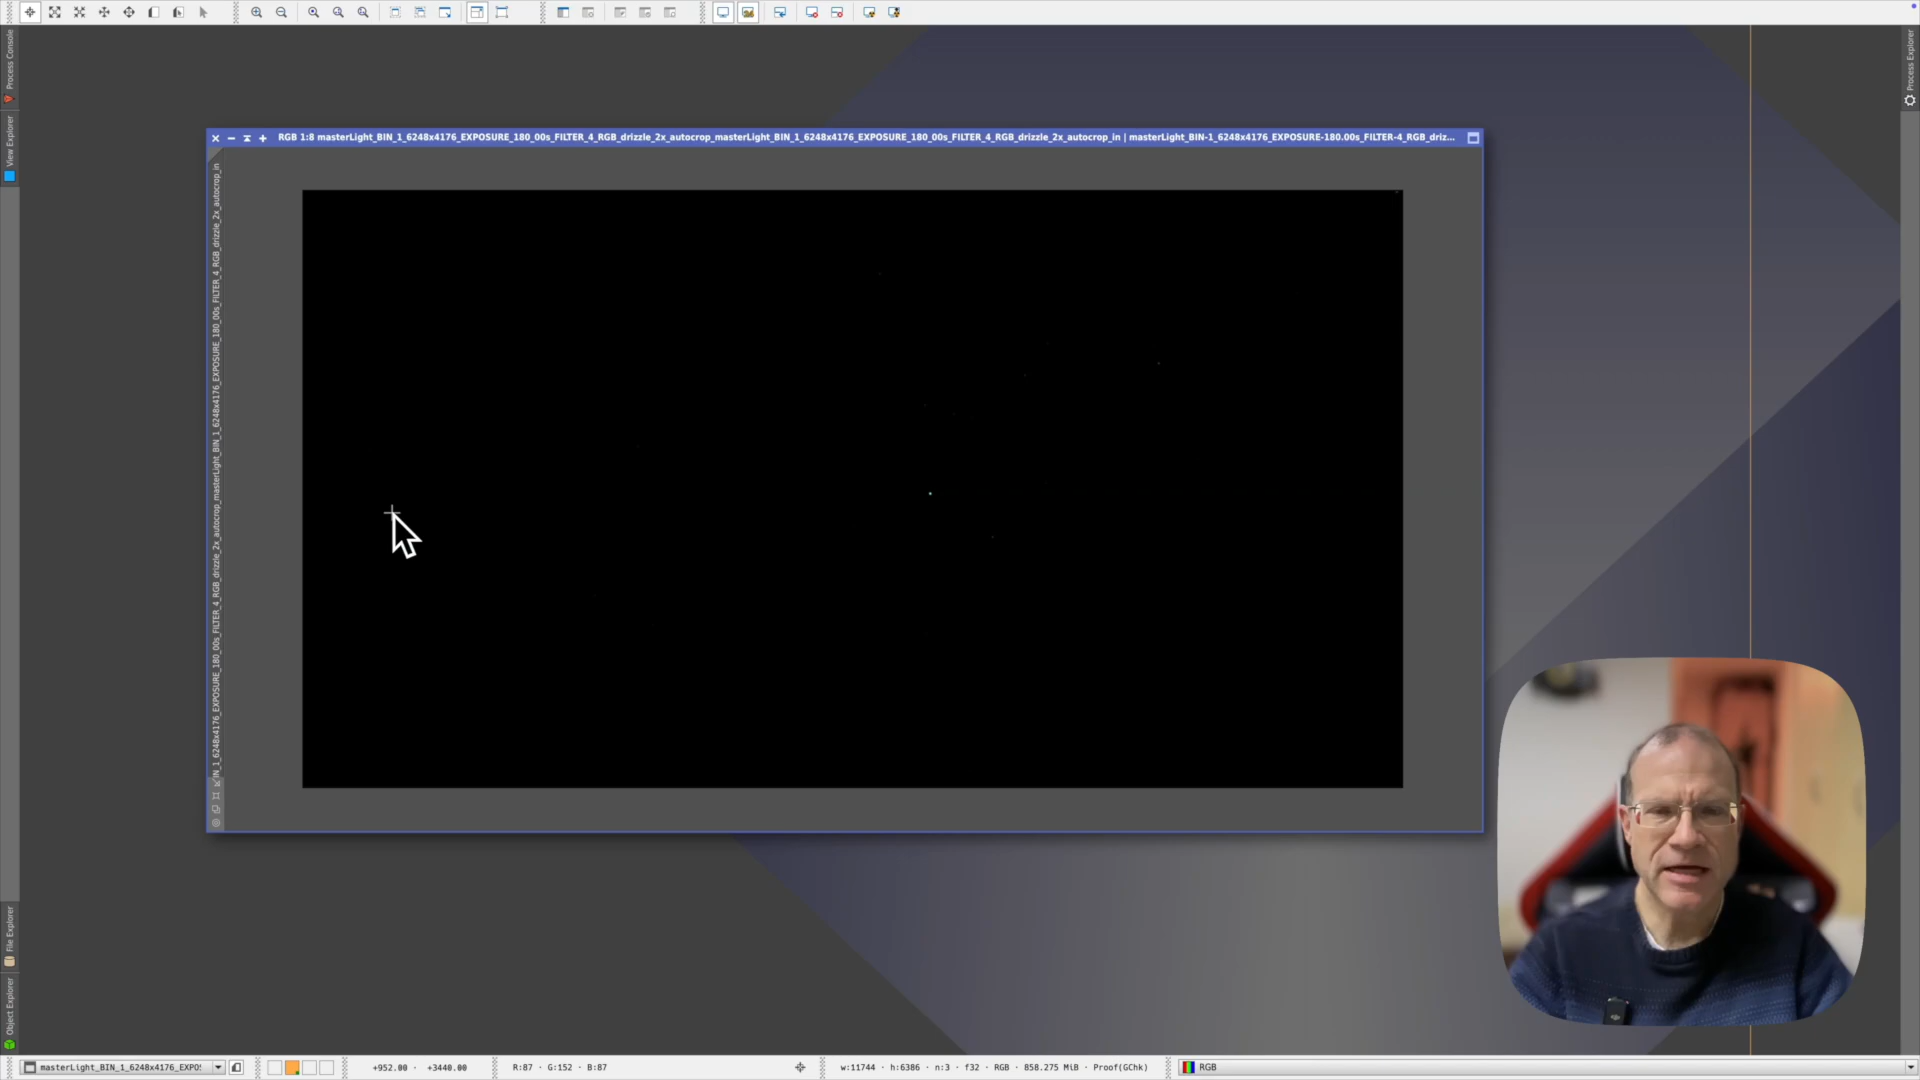 Process Console
View Explorer
File Explorer
Object Explorer
Process Explorer
RGB 1:8 masterLight_BIN_1_6248x4176_EXPOSURE_180_00s_FILTER_4_RGB_drizzle_2x_autocrop_masterLight_BIN_1_6248x4176_EXPOSURE_180_00s_FILTER_4_RGB_drizzle_2x_autocrop_in | masterLight_BIN-1_6248x4176_EXPOSURE-180.00s_FILTER-4_RGB_driz...
IN_1_6248x4176_EXPOSURE_180_00s_FILTER_4_RGB_drizzle_2x_autocrop_masterLight_BIN_1_6248x4176_EXPOSURE_180_00s_FILTER_4_RGB_drizzle_2x_autocrop_in
masterLight_BIN_1_6248x4176_EXPO
+952.00 · +3440.00
R:87 · G:152 · B:87
w:11744 · h:6386 · n:3 · f32 · RGB · 858.275 MiB · Proof(GChk)
RGB